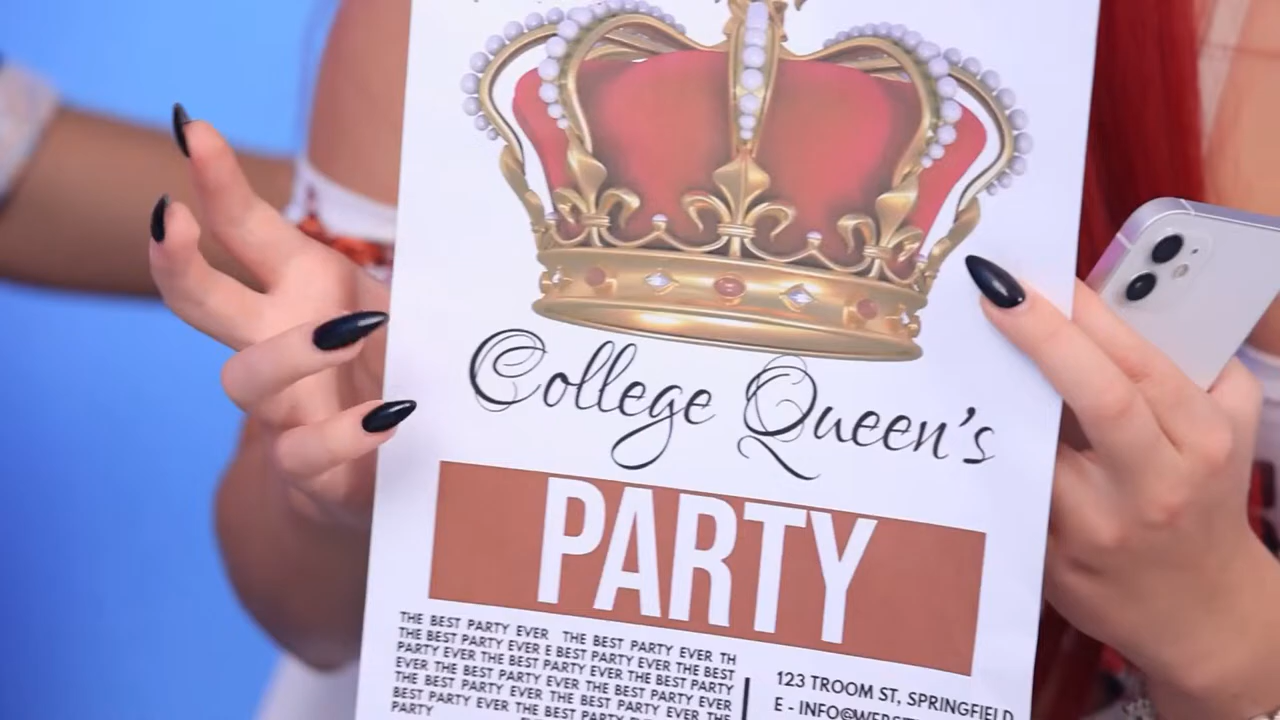 College Queen's
PARTY
THE BEST PARTY EVER THE BEST PARTY EVER TH
THE BEST PARTY EVER E BEST PARTY EVER THE BEST
PARTY EVER THE BEST PARTY EVER THE BEST PARTY
EVER THE BEST PARTY EVER THE BEST PARTY EVER
THE BEST PARTY EVER THE BEST PARTY EVER THE
BEST PARTY EVER THE BEST PARTY EVER THE BEST
PARTY
123 TROOM ST, SPRINGFIELD
E - INFO@WEBST